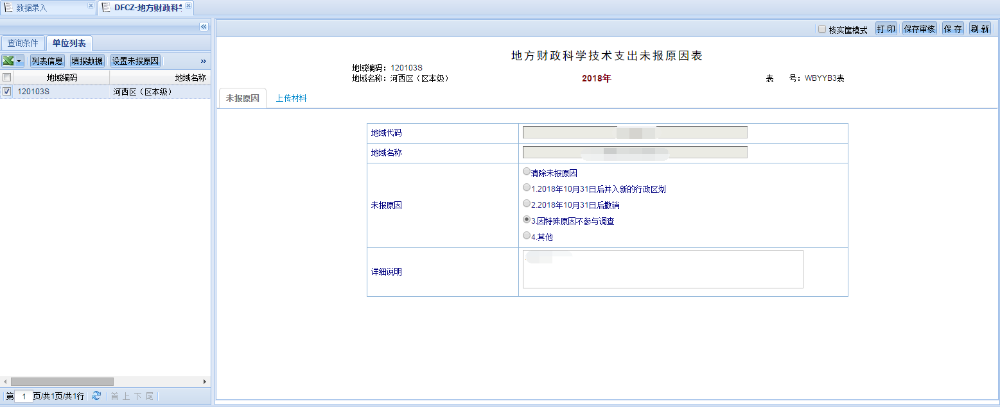 数据录入
DFCZ-地方财政科学
查询条件 单位列表
列表信息 填报数据 设置未报原因 »
地域编码 地域名称
120103S 河西区（区本级）
第 1 页/共1页/共1行 首 上 下 尾
核实筐模式 打 印 保存审核 保 存 刷 新
地方财政科学技术支出未报原因表
地域编码：120103S
地域名称：河西区（区本级） 2018年 表 号：WBYYB3表
未报原因 上传材料
地域代码
地域名称
未报原因
清除未报原因
1.2018年10月31日后并入新的行政区划
2.2018年10月31日后撤销
3.因特殊原因不参与调查
4.其他
详细说明